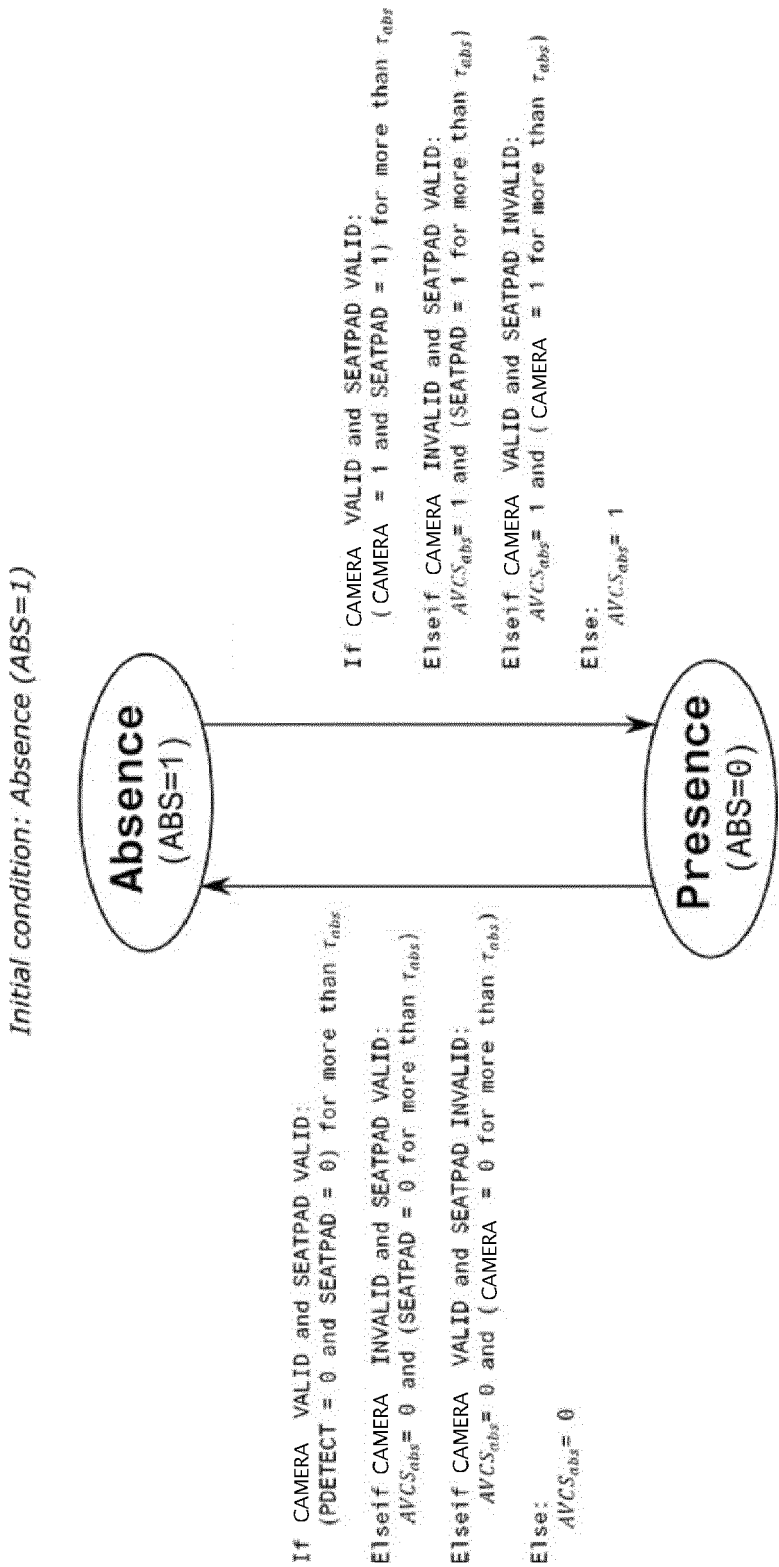 Initial condition: Absence (ABS=1)
Absence
(ABS=1)
If CAMERA VALID and SEATPAD VALID:
(PDETECT = 0 and SEATPAD = 0) for more than τabs
Elseif CAMERA INVALID and SEATPAD VALID:
AVCSabs= 0 and (SEATPAD = 0 for more than τabs)
Elseif CAMERA VALID and SEATPAD INVALID:
AVCSabs= 0 and ( CAMERA = 0 for more than τabs)
Else:
AVCSabs= 0
If CAMERA VALID and SEATPAD VALID:
( CAMERA = 1 and SEATPAD = 1) for more than τabs
Elseif CAMERA INVALID and SEATPAD VALID:
AVCSabs= 1 and (SEATPAD = 1 for more than τabs)
Elseif CAMERA VALID and SEATPAD INVALID:
AVCSabs= 1 and ( CAMERA = 1 for more than τabs)
Else:
AVCSabs= 1
Presence
(ABS=0)